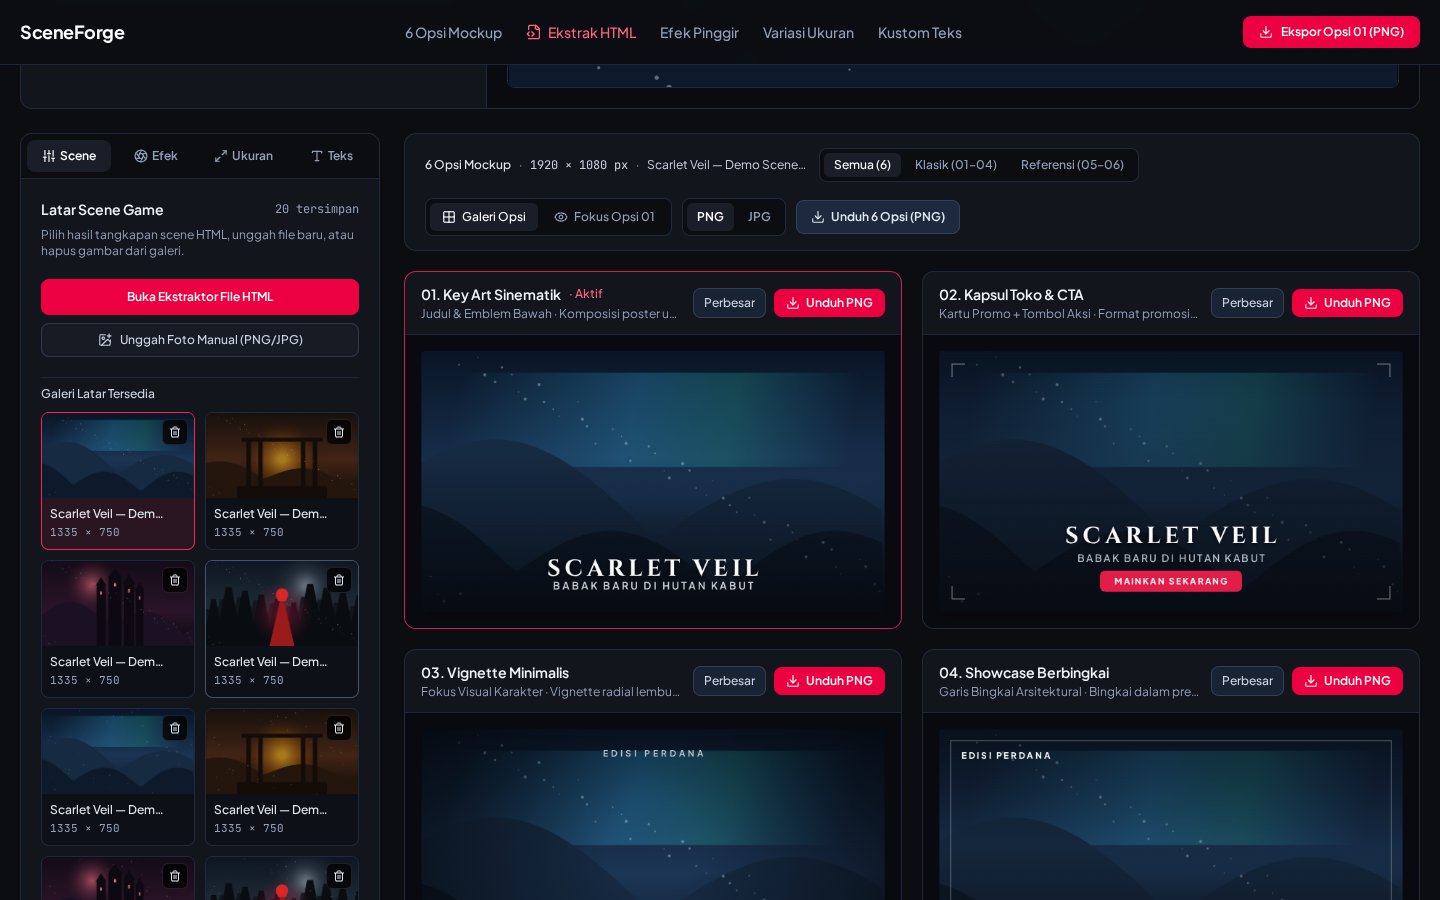 SceneForge
6 Opsi Mockup
Ekstrak HTML
Efek Pinggir
Variasi Ukuran
Kustom Teks
Ekspor Opsi 01 (PNG)
Scene
Efek
Ukuran
Teks
Latar Scene Game
20 tersimpan
Pilih hasil tangkapan scene HTML, unggah file baru, atau
hapus gambar dari galeri.
Buka Ekstraktor File HTML
Unggah Foto Manual (PNG/JPG)
Galeri Latar Tersedia
Scarlet Veil — Dem...
1335 × 750
Scarlet Veil — Dem...
1335 × 750
Scarlet Veil — Dem...
1335 × 750
Scarlet Veil — Dem...
1335 × 750
Scarlet Veil — Dem...
1335 × 750
Scarlet Veil — Dem...
1335 × 750
6 Opsi Mockup · 1920 × 1080 px · Scarlet Veil — Demo Scene...
Semua (6)
Klasik (01–04)
Referensi (05–06)
Galeri Opsi
Fokus Opsi 01
PNG
JPG
Unduh 6 Opsi (PNG)
01. Key Art Sinematik · Aktif
Judul & Emblem Bawah · Komposisi poster u...
Perbesar
Unduh PNG
SCARLET VEIL
BABAK BARU DI HUTAN KABUT
02. Kapsul Toko & CTA
Kartu Promo + Tombol Aksi · Format promosi...
Perbesar
Unduh PNG
SCARLET VEIL
BABAK BARU DI HUTAN KABUT
MAINKAN SEKARANG
03. Vignette Minimalis
Fokus Visual Karakter · Vignette radial lembu...
Perbesar
Unduh PNG
EDISI PERDANA
04. Showcase Berbingkai
Garis Bingkai Arsitektural · Bingkai dalam pre...
Perbesar
Unduh PNG
EDISI PERDANA